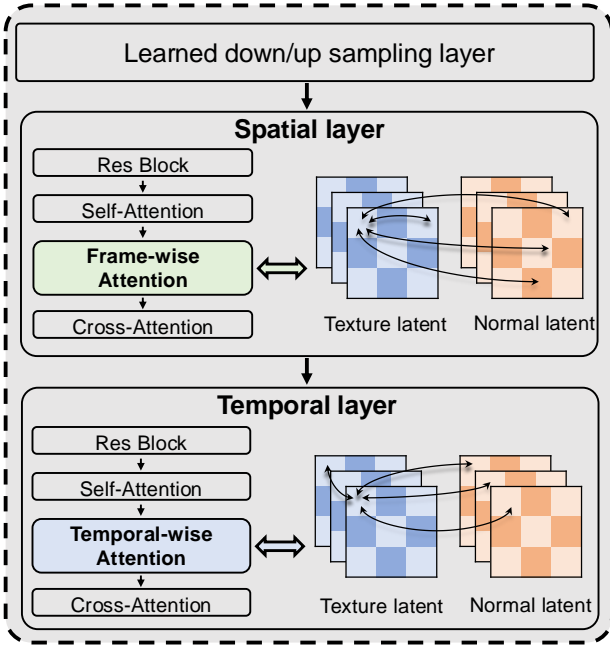 Learned down/up sampling layer
Spatial layer
Res Block
Self-Attention
Frame-wise
Attention
Cross-Attention
Texture latent
Normal latent
Temporal layer
Res Block
Self-Attention
Temporal-wise
Attention
Cross-Attention
Texture latent
Normal latent